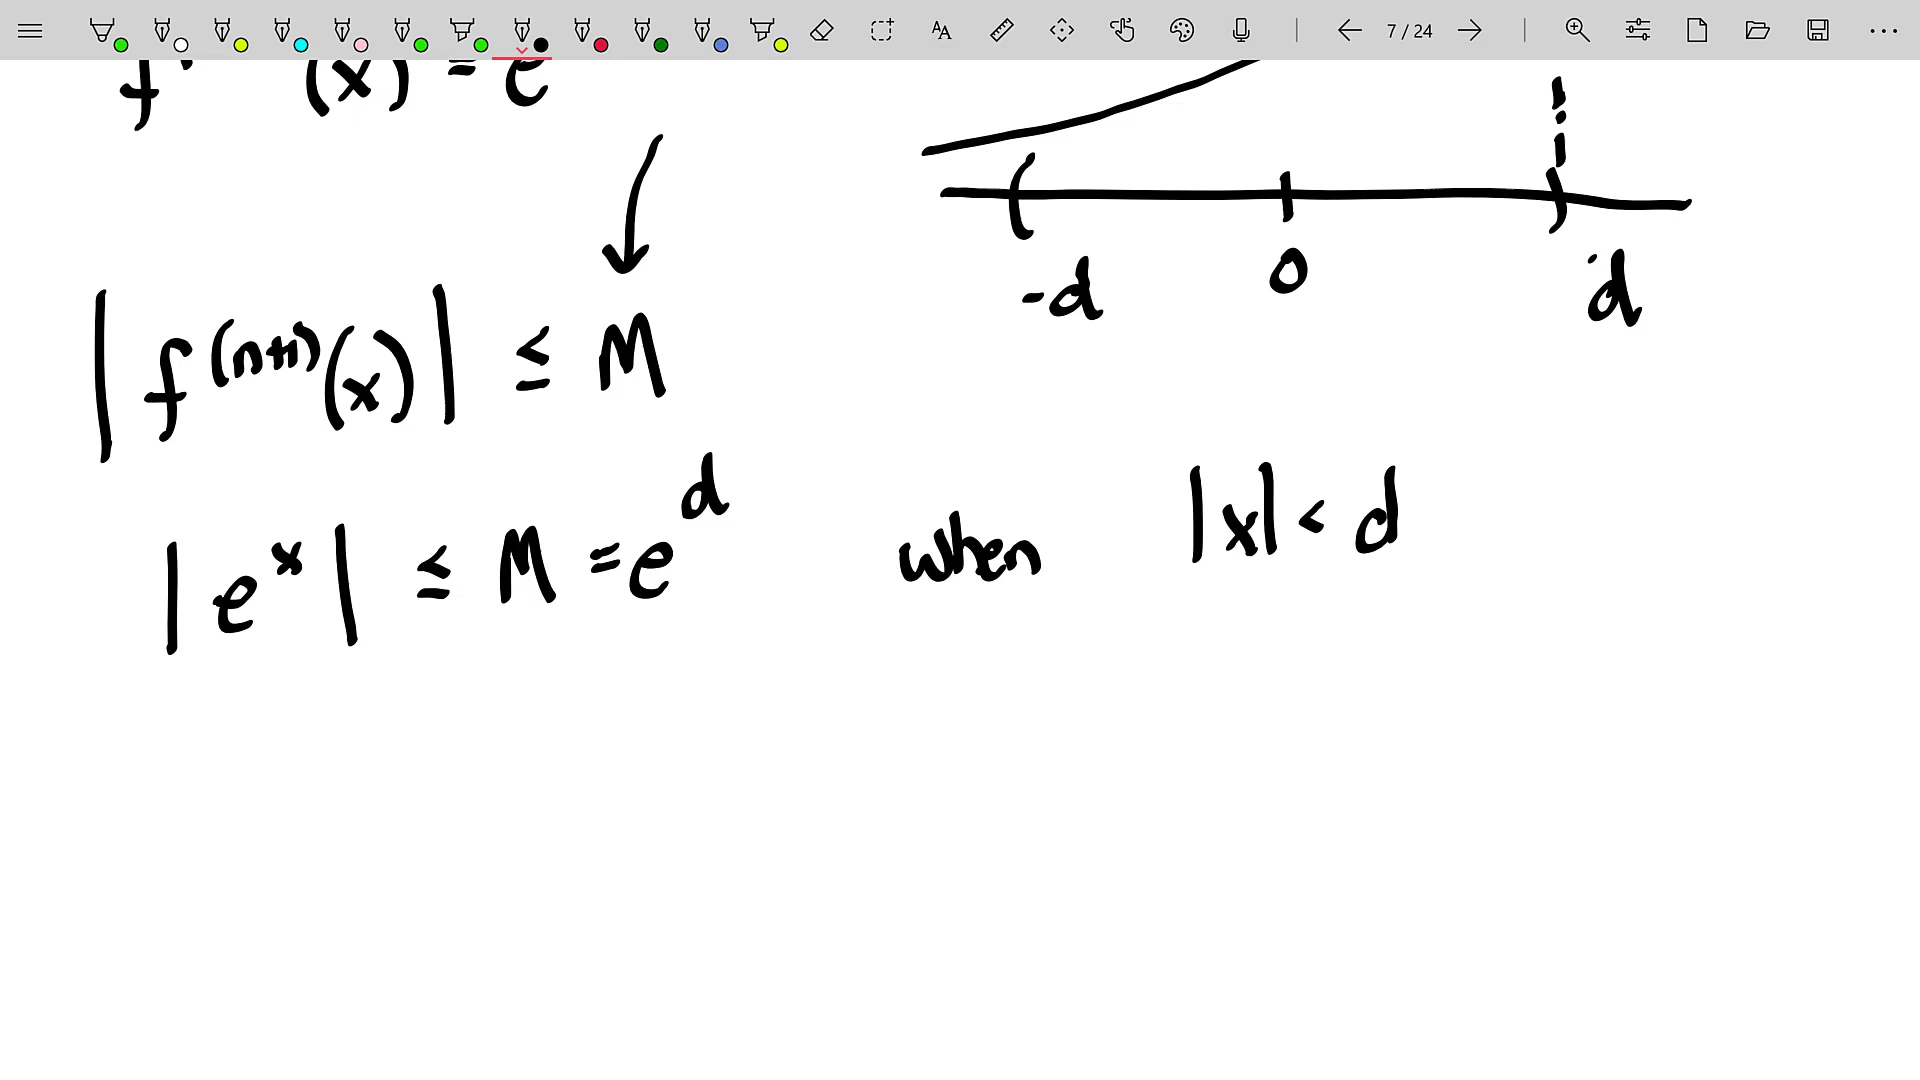 7 / 24
(x) = e
-d 0 d
|f^(n+1)(x)| ≤ M
|e^x| ≤ M = e^d when |x| < d